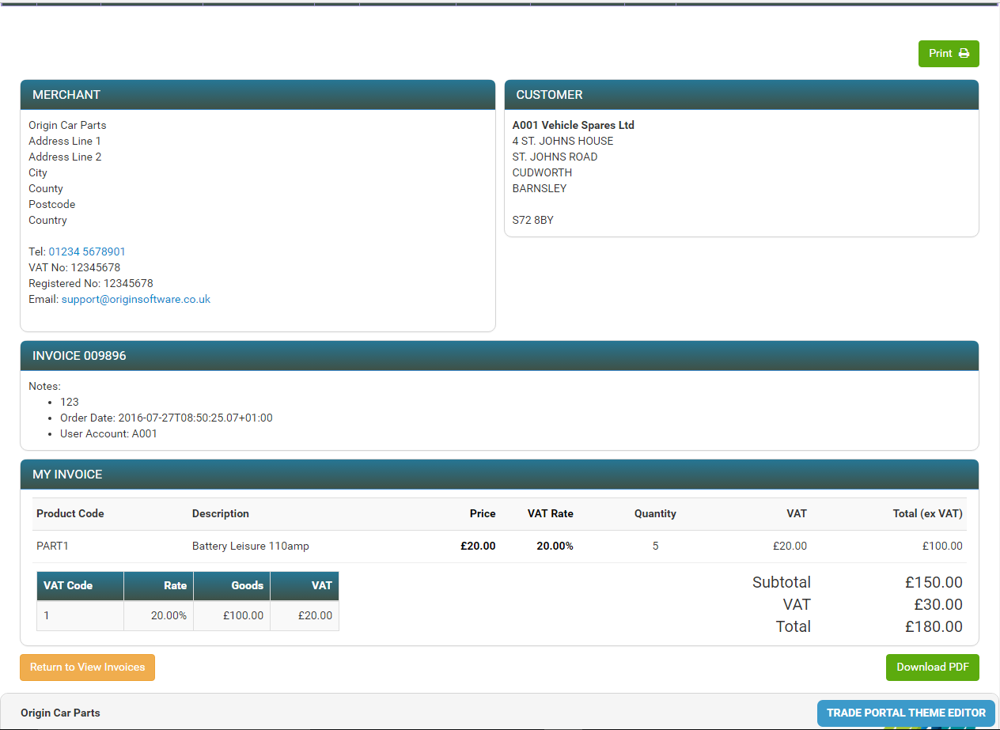 Print
MERCHANT
Origin Car Parts
Address Line 1
Address Line 2
City
County
Postcode
Country
Tel: 01234 5678901
VAT No: 12345678
Registered No: 12345678
Email: support@originsoftware.co.uk
CUSTOMER
A001 Vehicle Spares Ltd
4 ST. JOHNS HOUSE
ST. JOHNS ROAD
CUDWORTH
BARNSLEY
S72 8BY
INVOICE 009896
Notes:
• 123
• Order Date: 2016-07-27T08:50:25.07+01:00
• User Account: A001
MY INVOICE
Product Code Description Price VAT Rate Quantity VAT Total (ex VAT)
PART1 Battery Leisure 110amp £20.00 20.00% 5 £20.00 £100.00
VAT Code Rate Goods VAT
1 20.00% £100.00 £20.00
Subtotal £150.00
VAT £30.00
Total £180.00
Return to View Invoices
Download PDF
Origin Car Parts
TRADE PORTAL THEME EDITOR